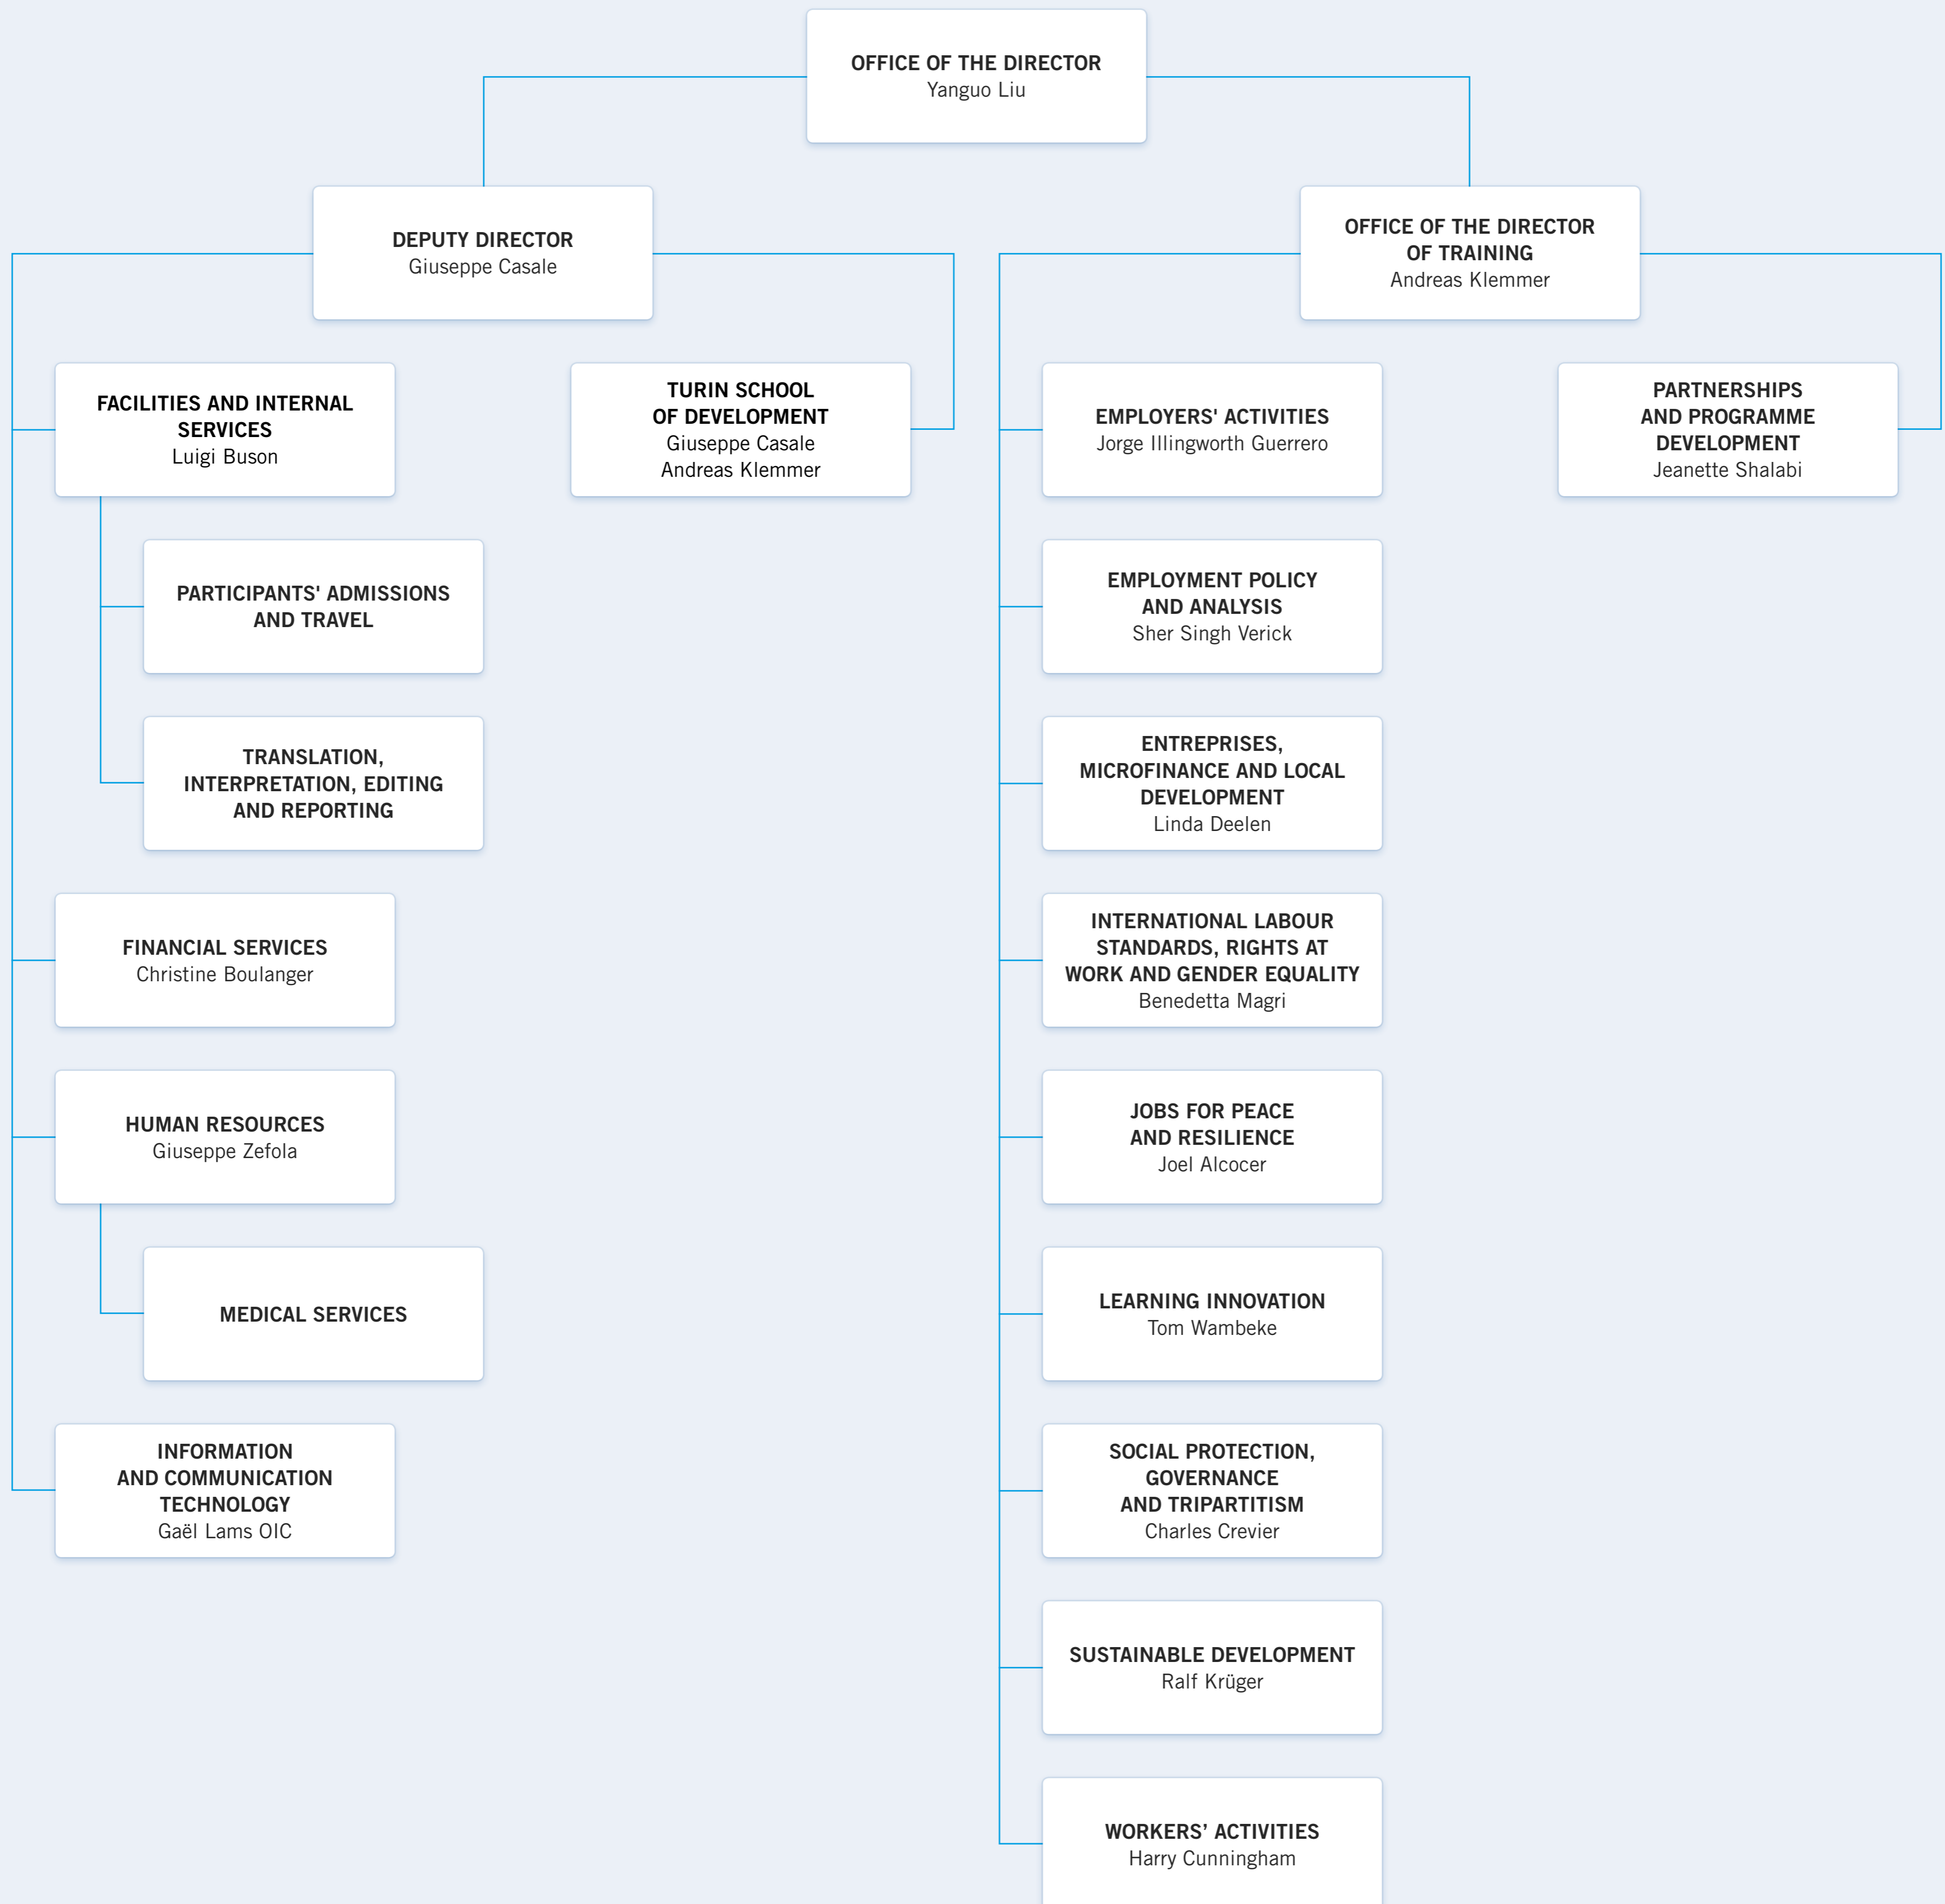 OFFICE OF THE DIRECTOR
Yanguo Liu
DEPUTY DIRECTOR
Giuseppe Casale
OFFICE OF THE DIRECTOR
OF TRAINING
Andreas Klemmer
FACILITIES AND INTERNAL
SERVICES
Luigi Buson
TURIN SCHOOL
OF DEVELOPMENT
Giuseppe Casale
Andreas Klemmer
EMPLOYERS' ACTIVITIES
Jorge Illingworth Guerrero
PARTNERSHIPS
AND PROGRAMME
DEVELOPMENT
Jeanette Shalabi
PARTICIPANTS' ADMISSIONS
AND TRAVEL
EMPLOYMENT POLICY
AND ANALYSIS
Sher Singh Verick
TRANSLATION,
INTERPRETATION, EDITING
AND REPORTING
ENTREPRISES,
MICROFINANCE AND LOCAL
DEVELOPMENT
Linda Deelen
FINANCIAL SERVICES
Christine Boulanger
INTERNATIONAL LABOUR
STANDARDS, RIGHTS AT
WORK AND GENDER EQUALITY
Benedetta Magri
HUMAN RESOURCES
Giuseppe Zefola
JOBS FOR PEACE
AND RESILIENCE
Joel Alcocer
MEDICAL SERVICES
LEARNING INNOVATION
Tom Wambeke
INFORMATION
AND COMMUNICATION
TECHNOLOGY
Gaël Lams OIC
SOCIAL PROTECTION,
GOVERNANCE
AND TRIPARTITISM
Charles Crevier
SUSTAINABLE DEVELOPMENT
Ralf Krüger
WORKERS’ ACTIVITIES
Harry Cunningham